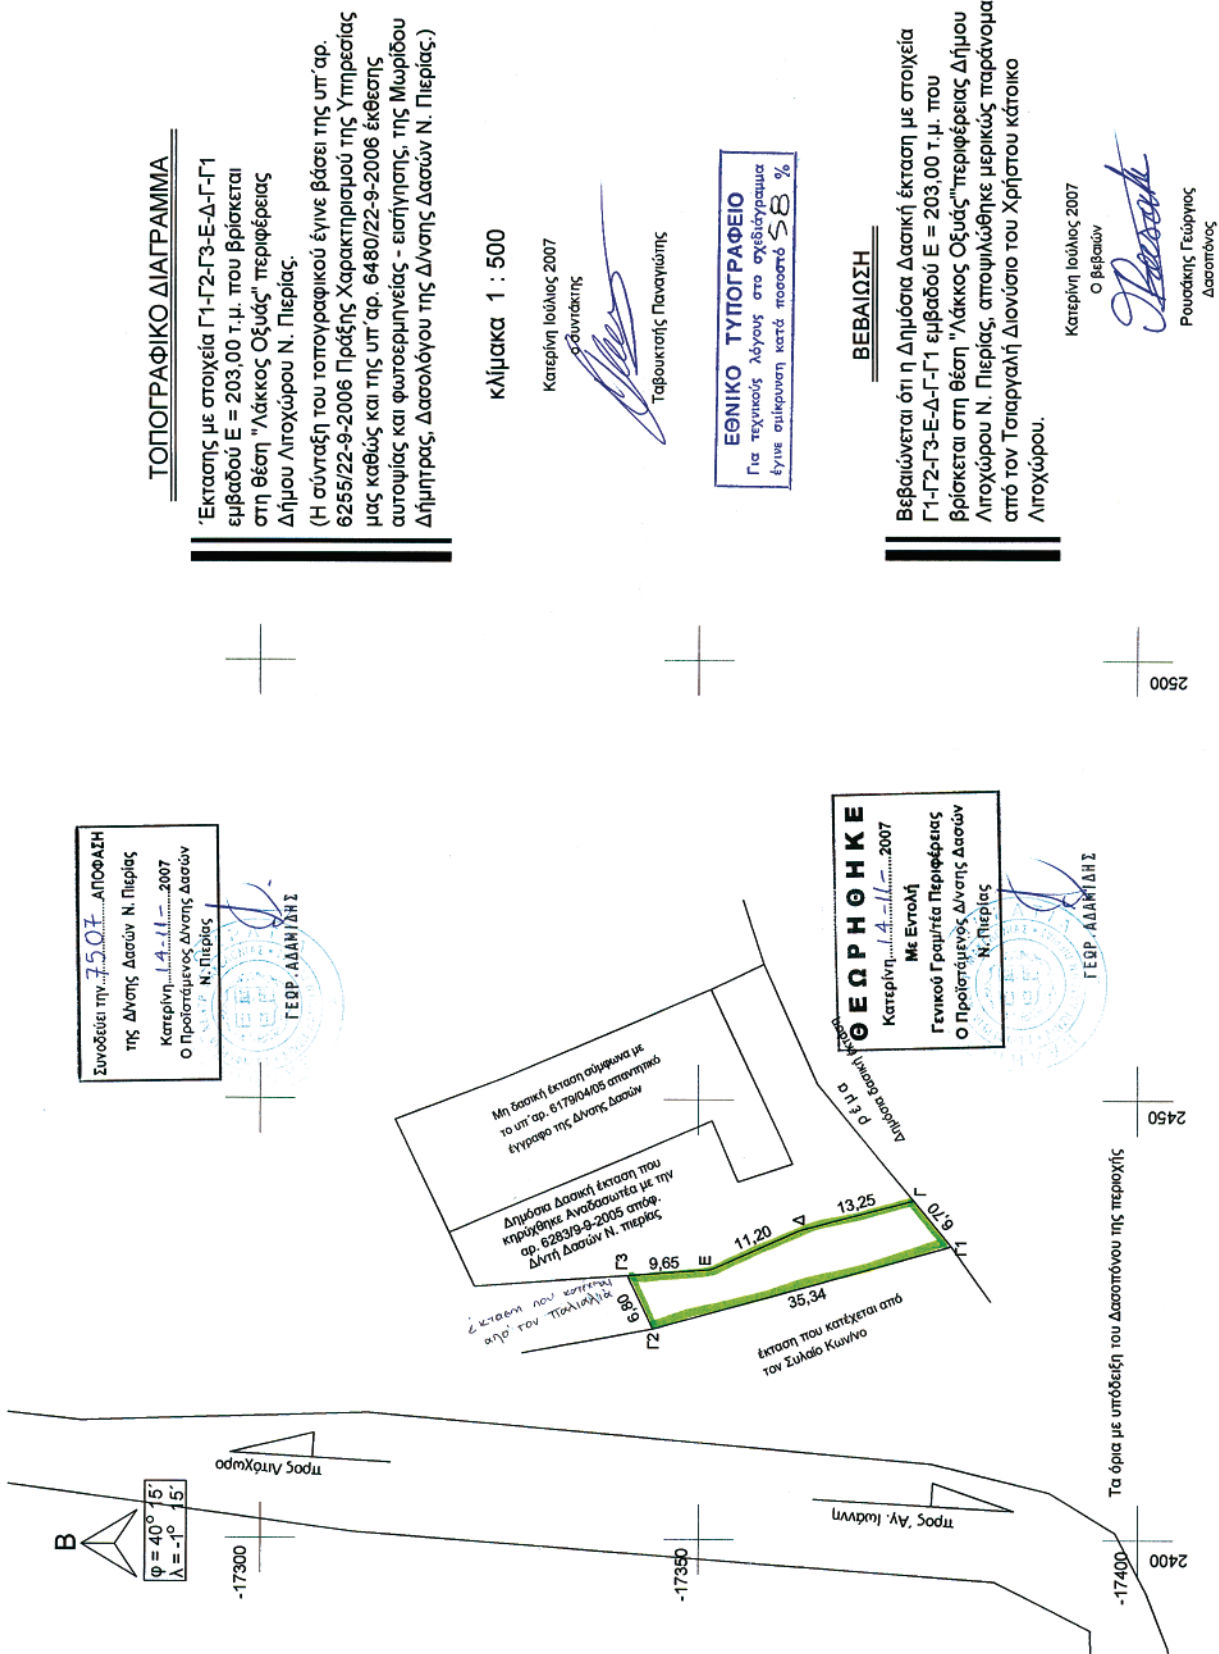 ΤΟΠΟΓΡΑΦΙΚΟ ΔΙΑΓΡΑΜΜΑ
Έκτασης με στοιχεία Γ1-Γ2-Γ3-Ε-Δ-Γ-Γ1
εμβαδού Ε = 203,00 τ.μ. που βρίσκεται
στη θέση "Λάκκος Οξυάς" περιφέρειας
Δήμου Λιτοχώρου Ν. Πιερίας.
(Η σύνταξη του τοπογραφικού έγινε βάσει της υπ΄αρ.
6255/22-9-2006 Πράξης Χαρακτηρισμού της Υπηρεσίας
μας καθώς και της υπ΄αρ. 6480/22-9-2006 έκθεσης
αυτοψίας και φωτοερμηνείας - εισήγησης, της Μωρίδου
Δήμητρας, Δασολόγου της Δ/νσης Δασών Ν. Πιερίας.)
κλίμακα 1 : 500
Κατερίνη Ιούλιος 2007
ο συντάκτης
Ταβουκτσής Παναγιώτης
ΕΘΝΙΚΟ ΤΥΠΟΓΡΑΦΕΙΟ
Για τεχνικούς λόγους στο σχεδιάγραμμα
έγινε σμίκρυνση κατά ποσοστό 58 %
ΒΕΒΑΙΩΣΗ
Βεβαιώνεται ότι η Δημόσια Δασική έκταση με στοιχεία
Γ1-Γ2-Γ3-Ε-Δ-Γ-Γ1 εμβαδού Ε = 203,00 τ.μ. που
βρίσκεται στη θέση "Λάκκος Οξυάς"περιφέρειας Δήμου
Λιτοχώρου Ν. Πιερίας, αποψιλώθηκε μερικώς παράνομα
από τον Τσιαργαλή Διονύσιο του Χρήστου κάτοικο
Λιτοχώρου.
Κατερίνη Ιούλιος 2007
Ο βεβαιών
Ρουσάκης Γεώργιος
Δασοπόνος
Συνοδεύει την 7507 ΑΠΟΦΑΣΗ
της Δ/νσης Δασών Ν. Πιερίας
Κατερίνη 14-11- 2007
Ο Προϊστάμενος Δ/νσης Δασών
Ν. Πιερίας
ΓΕΩΡ. ΑΔΑΜΙΔΗΣ
ΘΕΩΡΗΘΗΚΕ
Κατερίνη 14-11- 2007
Με Εντολή
Γενικού Γραμ/τέα Περιφέρειας
Ο Προϊστάμενος Δ/νσης Δασών
Ν. Πιερίας
ΓΕΩΡ. ΑΔΑΜΙΔΗΣ
Μη δασική έκταση σύμφωνα με
το υπ΄αρ. 6179/04/05 απαντητικό
έγγραφο της Δ/νσης Δασών
Δημόσια Δασική έκταση που
κηρύχθηκε Αναδασωτέα με την
αρ. 6283/9-9-2005 απόφ.
Δ/ντή Δασών Ν. πιερίας
ρέμα
Δημόσια δασική έκταση
έκταση που κατέχεται
από τον
Γ3
9,65
Ε
11,20
Δ
13,25
Γ
6,80
6,70
Γ2
35,34
Γ1
έκταση που κατέχεται από
τον Συλαίο Κων/νο
προς Λιτόχωρο
προς Άγ. Ιωάννη
Β
φ = 40° 15΄
λ = -1° 15΄
-17300
-17350
-17400
2400
2450
2500
Τα όρια με υπόδειξη του Δασοπόνου της περιοχής